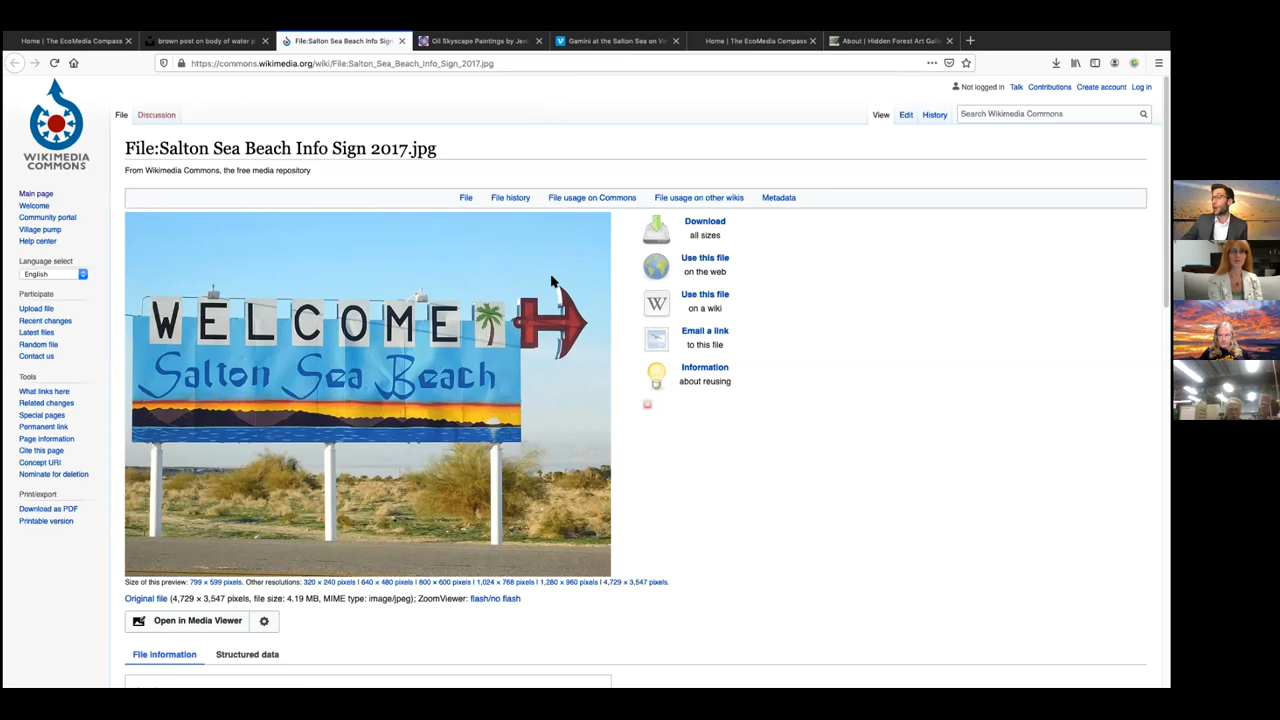 Home | The EcoMedia Compass
brown post on body of water p
File:Salton Sea Beach Info Sign
Oil Skyscape Paintings by Jen
Gamini at the Salton Sea on Vi
Home | The EcoMedia Compass
About | Hidden Forest Art Galle
https://commons.wikimedia.org/wiki/File:Salton_Sea_Beach_Info_Sign_2017.jpg
Not logged in Talk Contributions Create account Log in
File Discussion View Edit History Search Wikimedia Commons
WIKIMEDIA
COMMONS
File:Salton Sea Beach Info Sign 2017.jpg
From Wikimedia Commons, the free media repository
Main page
Welcome
Community portal
Village pump
Help center
Language select
English
Participate
Upload file
Recent changes
Latest files
Random file
Contact us
Tools
What links here
Related changes
Special pages
Permanent link
Page information
Cite this page
Concept URI
Nominate for deletion
Print/export
Download as PDF
Printable version
File File history File usage on Commons File usage on other wikis Metadata
WELCOME
Salton Sea Beach
Download
all sizes
Use this file
on the web
W
Use this file
on a wiki
Email a link
to this file
Information
about reusing
Size of this preview: 799 × 599 pixels. Other resolutions: 320 × 240 pixels | 640 × 480 pixels | 800 × 600 pixels | 1,024 × 768 pixels | 1,280 × 960 pixels | 4,729 × 3,547 pixels.
Original file (4,729 × 3,547 pixels, file size: 4.19 MB, MIME type: image/jpeg); ZoomViewer: flash/no flash
Open in Media Viewer
File information Structured data